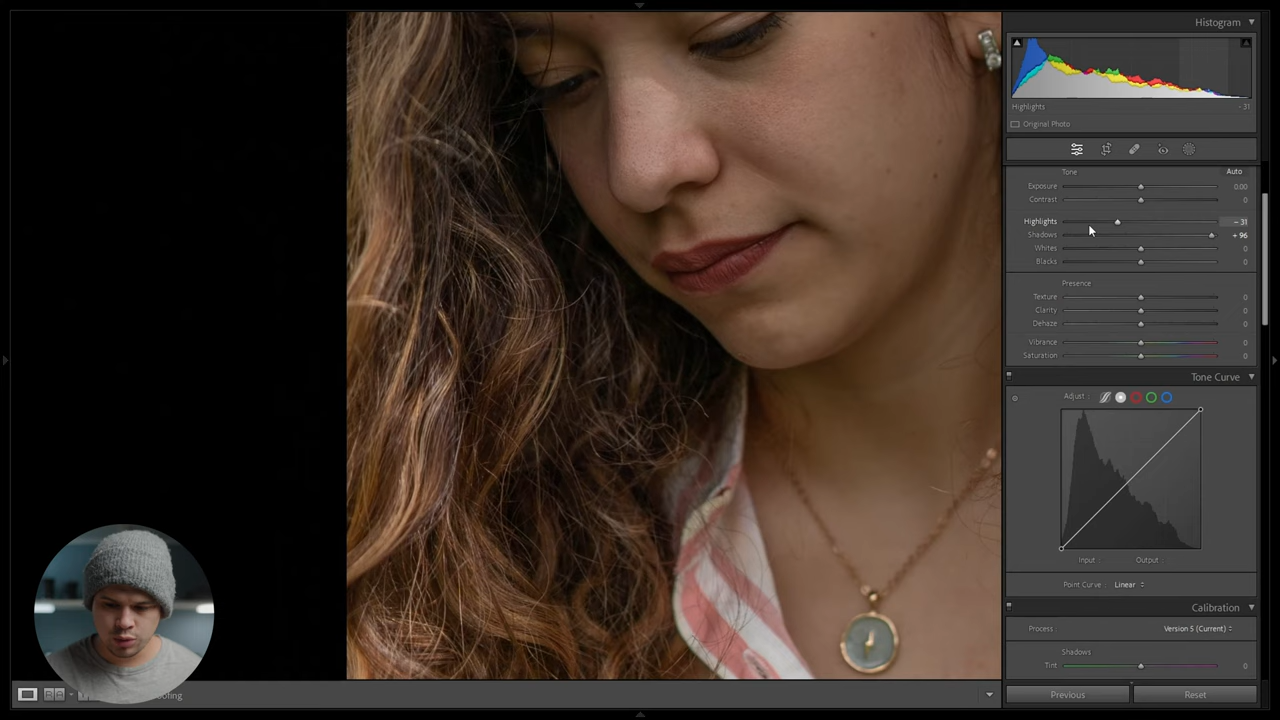 Histogram
Highlights - 31
Original Photo
Tone Auto
Exposure 0.00
Contrast 0
Highlights - 31
Shadows + 96
Whites 0
Blacks 0
Presence
Texture 0
Clarity 0
Dehaze 0
Vibrance 0
Saturation 0
Tone Curve
Adjust :
Input : Output :
Point Curve : Linear
Calibration
Process : Version 5 (Current)
Shadows
Tint 0
Previous Reset